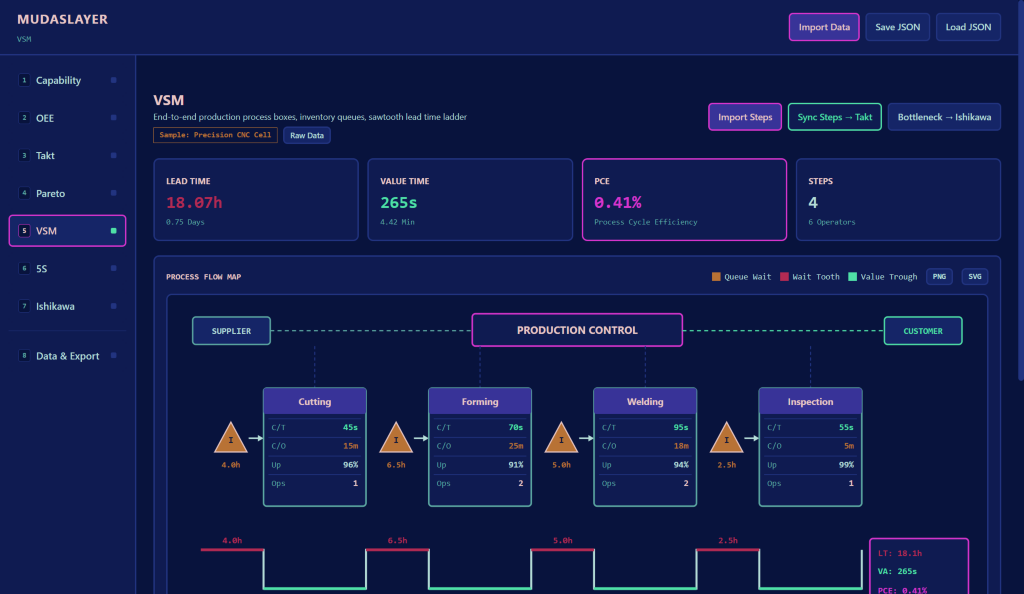 MUDASLAYER
VSM
Import Data
Save JSON
Load JSON
1 Capability
2 OEE
3 Takt
4 Pareto
5 VSM
6 5S
7 Ishikawa
8 Data & Export
VSM
End-to-end production process boxes, inventory queues, sawtooth lead time ladder
Sample: Precision CNC Cell
Raw Data
Import Steps
Sync Steps → Takt
Bottleneck → Ishikawa
LEAD TIME
18.07h
0.75 Days
VALUE TIME
265s
4.42 Min
PCE
0.41%
Process Cycle Efficiency
STEPS
4
6 Operators
PROCESS FLOW MAP
Queue Wait
Wait Tooth
Value Trough
PNG
SVG
SUPPLIER
PRODUCTION CONTROL
CUSTOMER
I
4.0h
Cutting
C/T 45s
C/O 15m
Up 96%
Ops 1
I
6.5h
Forming
C/T 70s
C/O 25m
Up 91%
Ops 2
I
5.0h
Welding
C/T 95s
C/O 18m
Up 94%
Ops 2
I
2.5h
Inspection
C/T 55s
C/O 5m
Up 99%
Ops 1
4.0h
6.5h
5.0h
2.5h
LT: 18.1h
VA: 265s
PCE: 0.41%